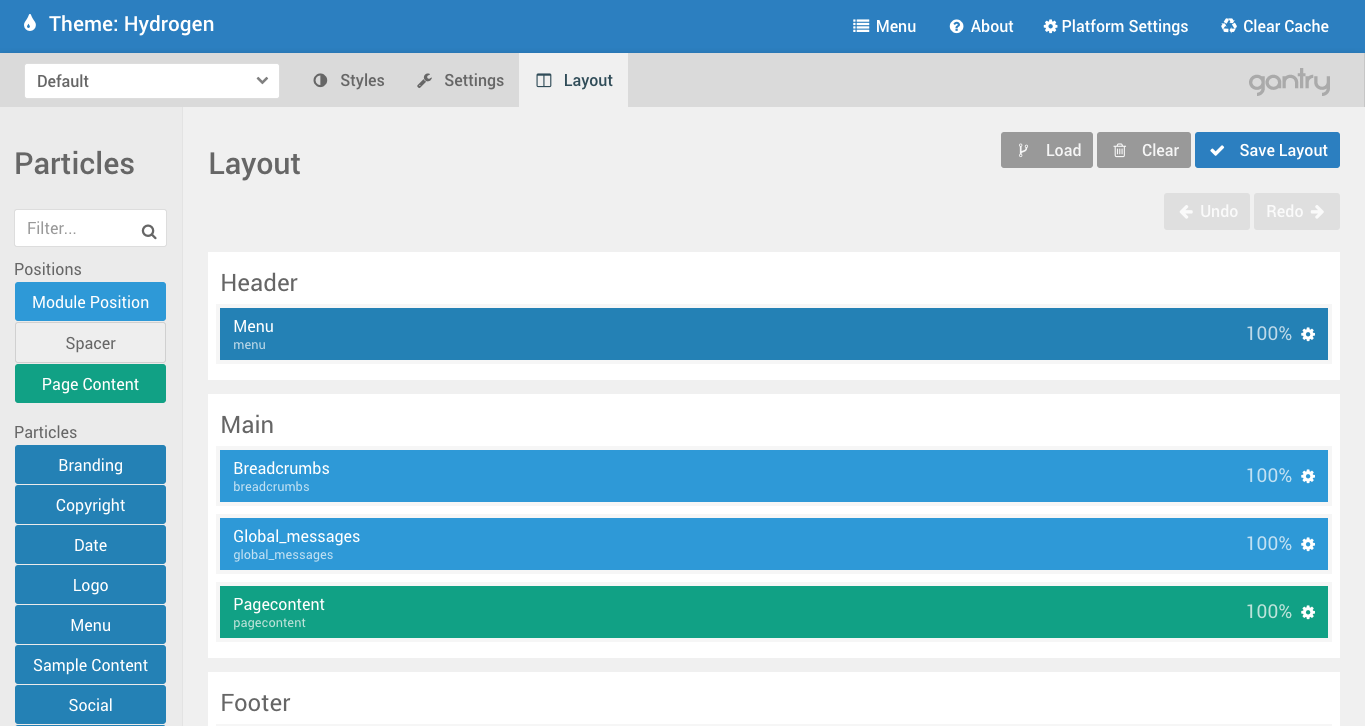 Theme: Hydrogen
Menu
About
Platform Settings
Clear Cache
Default
Styles
Settings
Layout
gantry
Particles
Filter...
Positions
Module Position
Spacer
Page Content
Particles
Branding
Copyright
Date
Logo
Menu
Sample Content
Social
Layout
Load
Clear
Save Layout
Undo
Redo
Header
Menu
menu
100%
Main
Breadcrumbs
breadcrumbs
100%
Global_messages
global_messages
100%
Pagecontent
pagecontent
100%
Footer